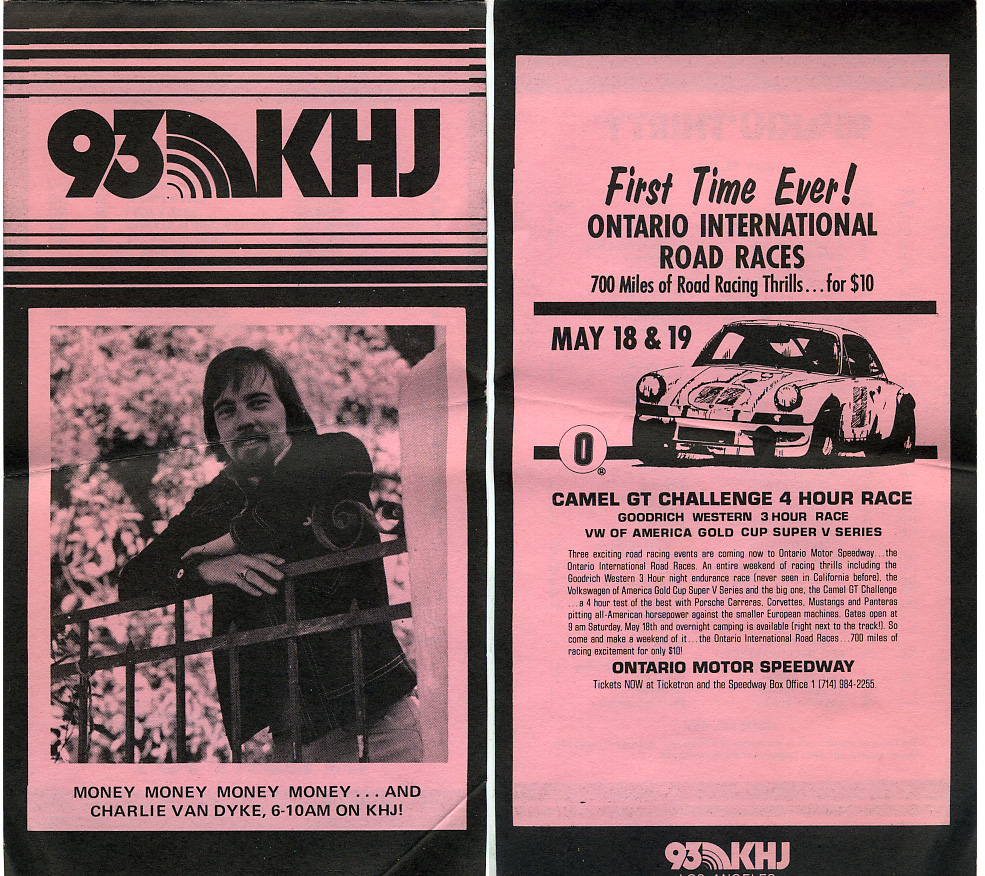 93 KHJ
MONEY MONEY MONEY MONEY...AND
CHARLIE VAN DYKE, 6-10AM ON KHJ!
First Time Ever!
ONTARIO INTERNATIONAL
ROAD RACES
700 Miles of Road Racing Thrills...for $10
MAY 18 & 19
O
®
CAMEL GT CHALLENGE 4 HOUR RACE
GOODRICH WESTERN 3 HOUR RACE
VW OF AMERICA GOLD CUP SUPER V SERIES
Three exciting road racing events are coming now to Ontario Motor Speedway...the
Ontario International Road Races. An entire weekend of racing thrills including the
Goodrich Western 3 Hour night endurance race (never seen in California before), the
Volkswagen of America Gold Cup Super V Series and the big one, the Camel GT Challenge
...a 4 hour test of the best with Porsche Carreras, Corvettes, Mustangs and Panteras
pitting all-American horsepower against the smaller European machines. Gates open at
9 am Saturday, May 18th and overnight camping is available (right next to the track!). So
come and make a weekend of it...the Ontario International Road Races...700 miles of
racing excitement for only $10!
ONTARIO MOTOR SPEEDWAY
Tickets NOW at Ticketron and the Speedway Box Office 1 (714) 984-2255.
93 KHJ
LOS ANGELES